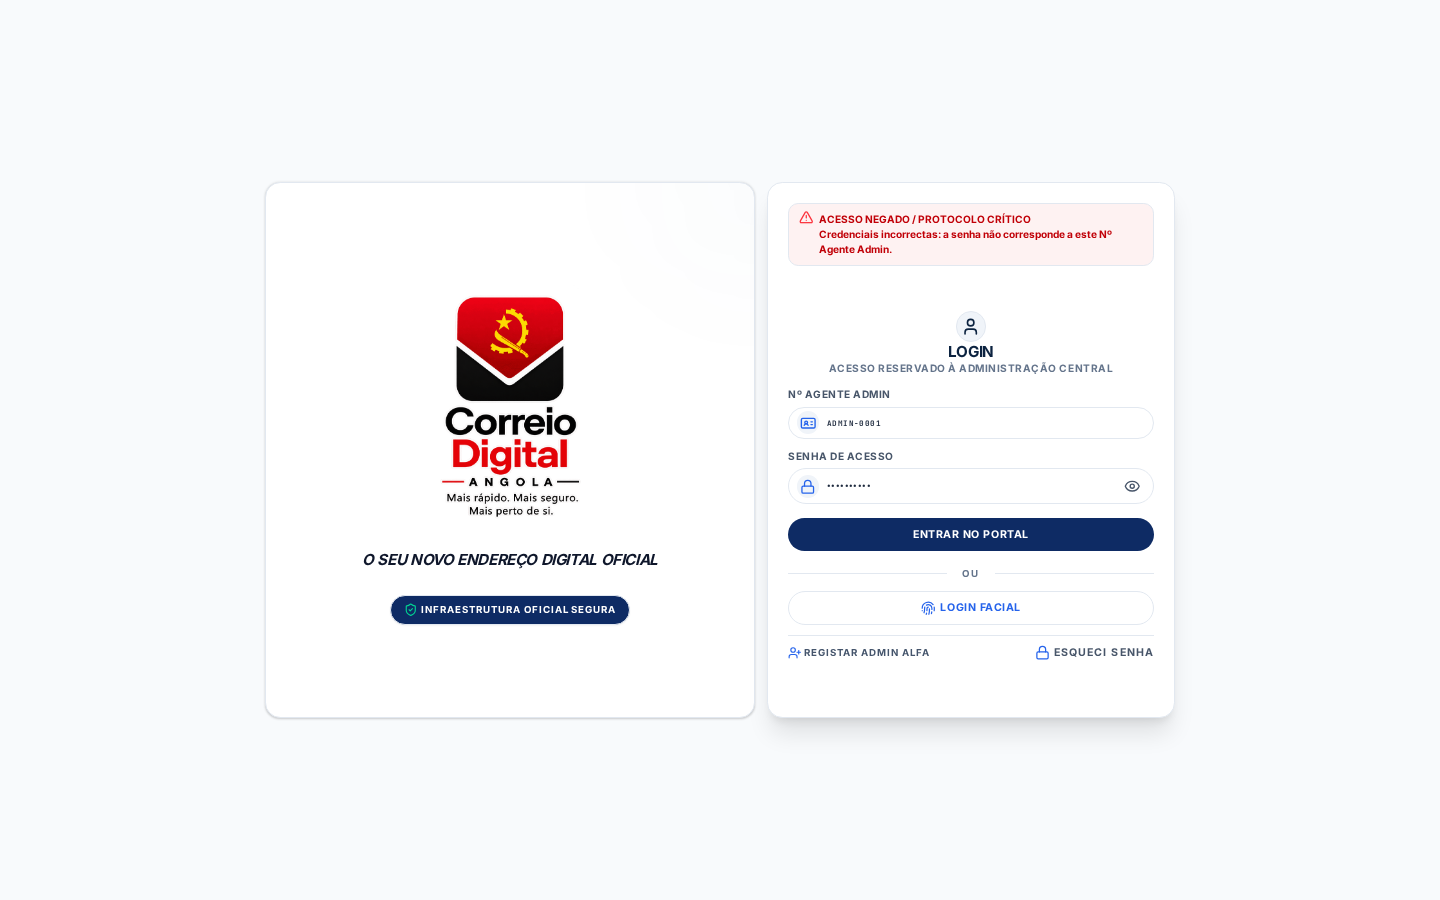 Correio
Digital
ANGOLA
Mais rápido. Mais seguro.
Mais perto de si.
O SEU NOVO ENDEREÇO DIGITAL OFICIAL
INFRAESTRUTURA OFICIAL SEGURA
ACESSO NEGADO / PROTOCOLO CRÍTICO
Credenciais incorrectas: a senha não corresponde a este Nº
Agente Admin.
LOGIN
ACESSO RESERVADO À ADMINISTRAÇÃO CENTRAL
Nº AGENTE ADMIN
ADMIN-0001
SENHA DE ACESSO
••••••••••
ENTRAR NO PORTAL
OU
LOGIN FACIAL
REGISTAR ADMIN ALFA
ESQUECI SENHA